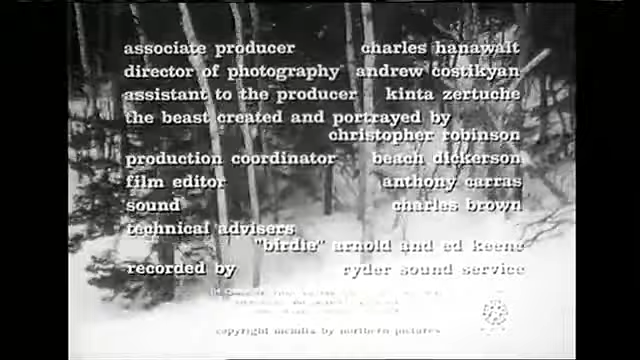 associate producer charles hanawalt
director of photography andrew costikyan
assistant to the producer kinta zertuche
the beast created and portrayed by
christopher robinson
production coordinator beach dickerson
film editor anthony carras
sound charles brown
technical advisers
"birdie" arnold and ed keene
recorded by ryder sound service
copyright mcmlix by northern pictures